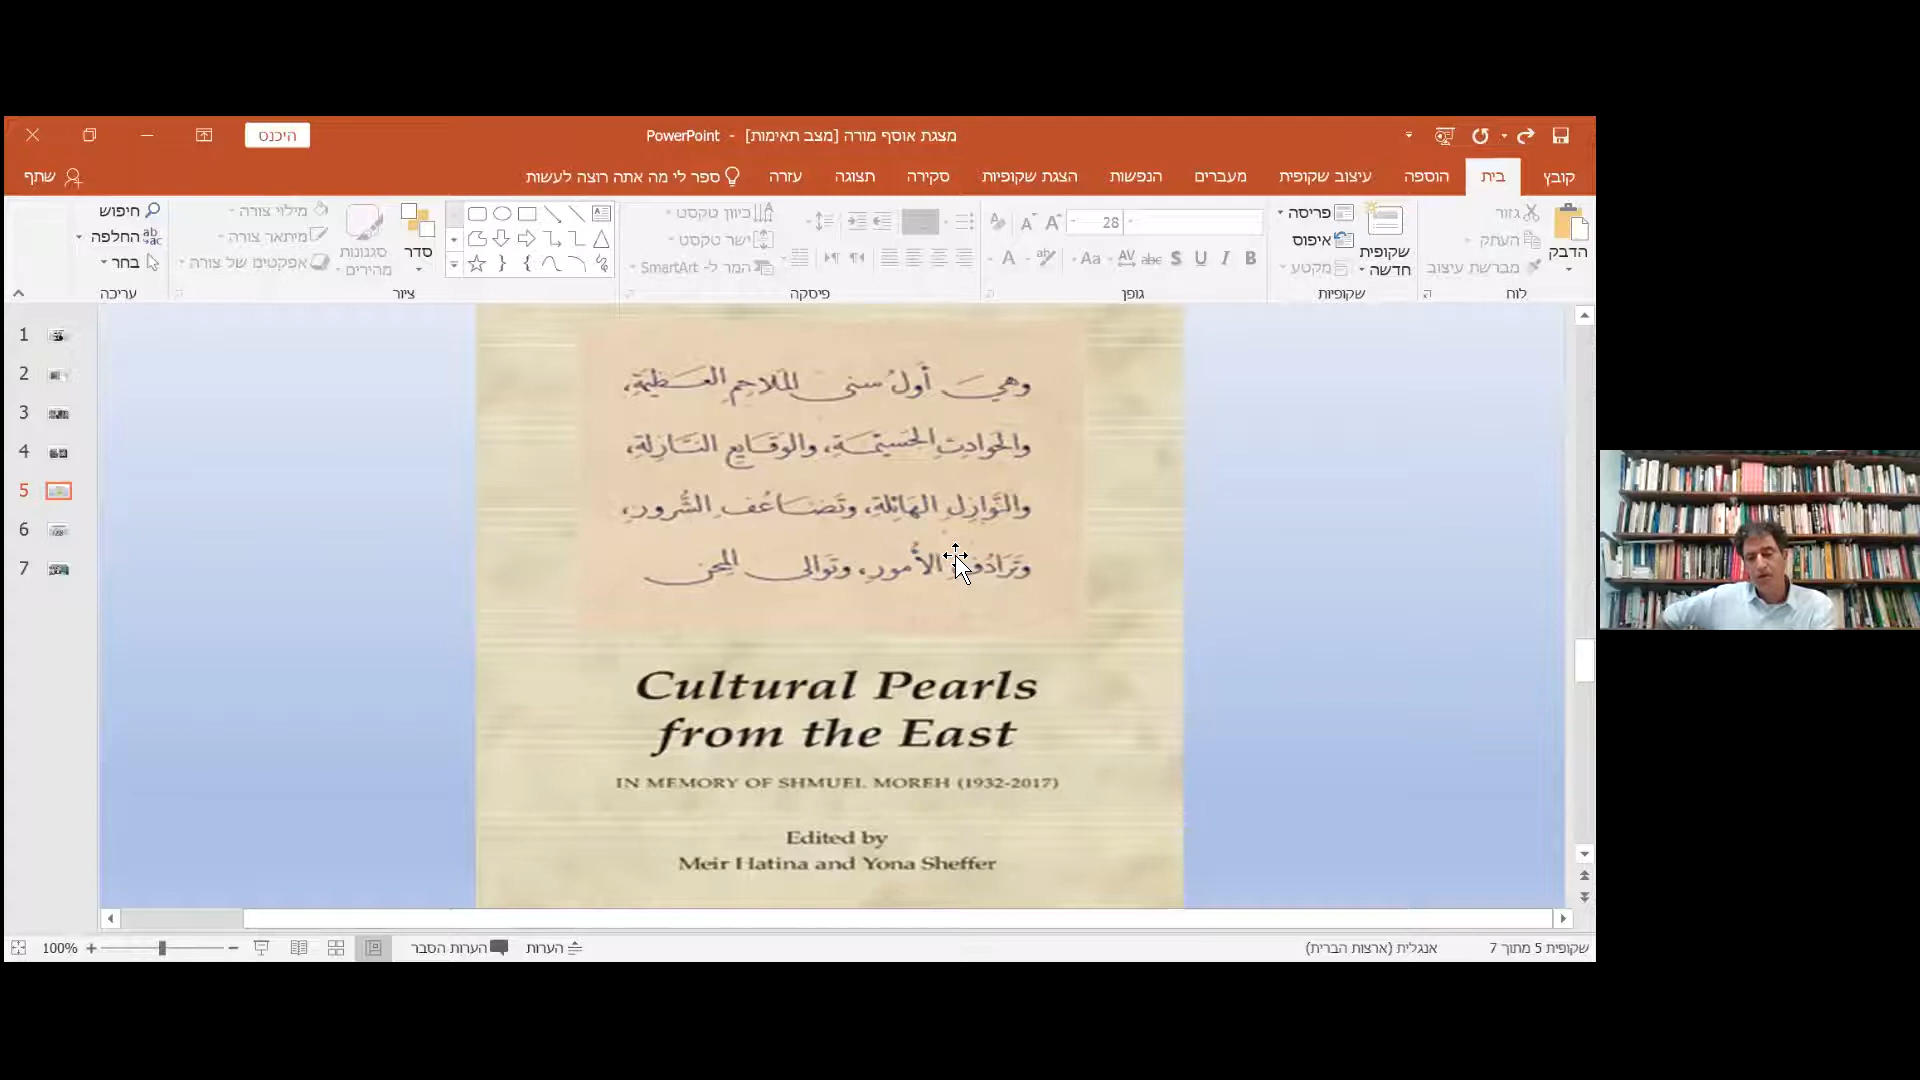 מצגת אוסף מורה [מצב תאימות] - PowerPoint
היכנס
קובץ
בית
הוספה
עיצוב שקופית
מעברים
הנפשות
הצגת שקופיות
סקירה
תצוגה
עזרה
ספר לי מה אתה רוצה לעשות
שתף
הדבק
גזור
העתק
מברשת עיצוב
לוח
שקופית חדשה
פריסה
איפוס
מקטע
שקופיות
28
גופן
כיוון טקסט
ישר טקסט
המר ל- SmartArt
פיסקה
סדר
סגנונות מהירים
מילוי צורה
מיתאר צורה
אפקטים של צורה
ציור
חיפוש
החלפה
בחר
עריכה
1
2
3
4
5
6
7
وهي أول سنى الملاحم العظيمة،
والحوادث الجسيمة، والوقايع النازلة،
والنوازل الهائلة، وتضاعف الشرور،
وترادف الأمور، وتوالى المحن
Cultural Pearls
from the East
IN MEMORY OF SHMUEL MOREH (1932-2017)
Edited by
Meir Hatina and Yona Sheffer
שקופית 5 מתוך 7
אנגלית (ארצות הברית)
הערות
הערות הסבר
100%